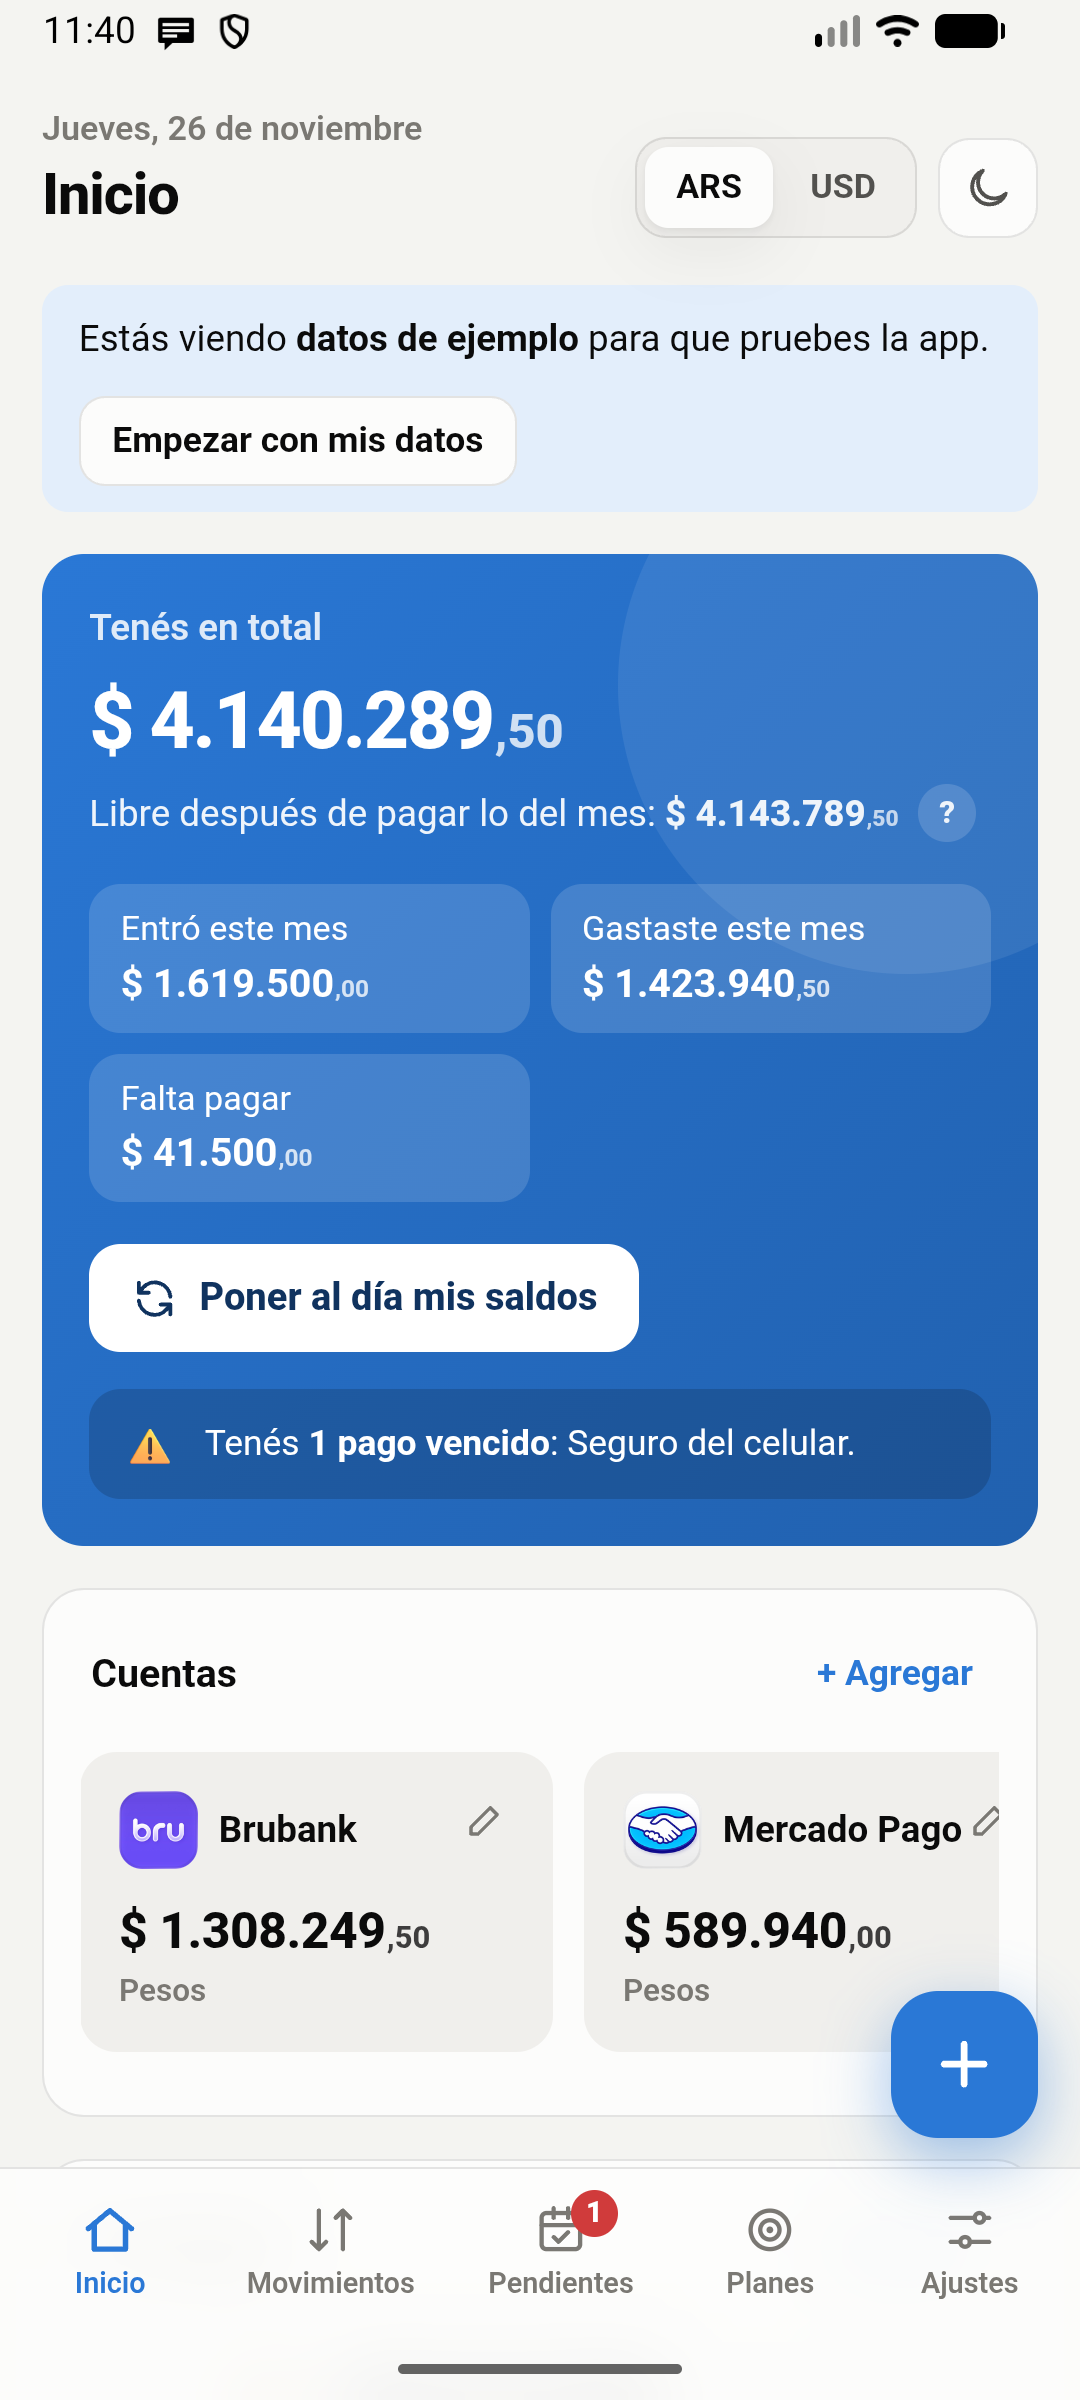 11:40
Jueves, 26 de noviembre
Inicio
ARS
USD
Estás viendo datos de ejemplo para que pruebes la app.
Empezar con mis datos
Tenés en total
$ 4.140.289,50
Libre después de pagar lo del mes: $ 4.143.789,50 ?
Entró este mes
$ 1.619.500,00
Gastaste este mes
$ 1.423.940,50
Falta pagar
$ 41.500,00
Poner al día mis saldos
Tenés 1 pago vencido: Seguro del celular.
Cuentas
+ Agregar
bru
Brubank
$ 1.308.249,50
Pesos
Mercado Pago
$ 589.940,00
Pesos
1
Inicio
Movimientos
Pendientes
Planes
Ajustes